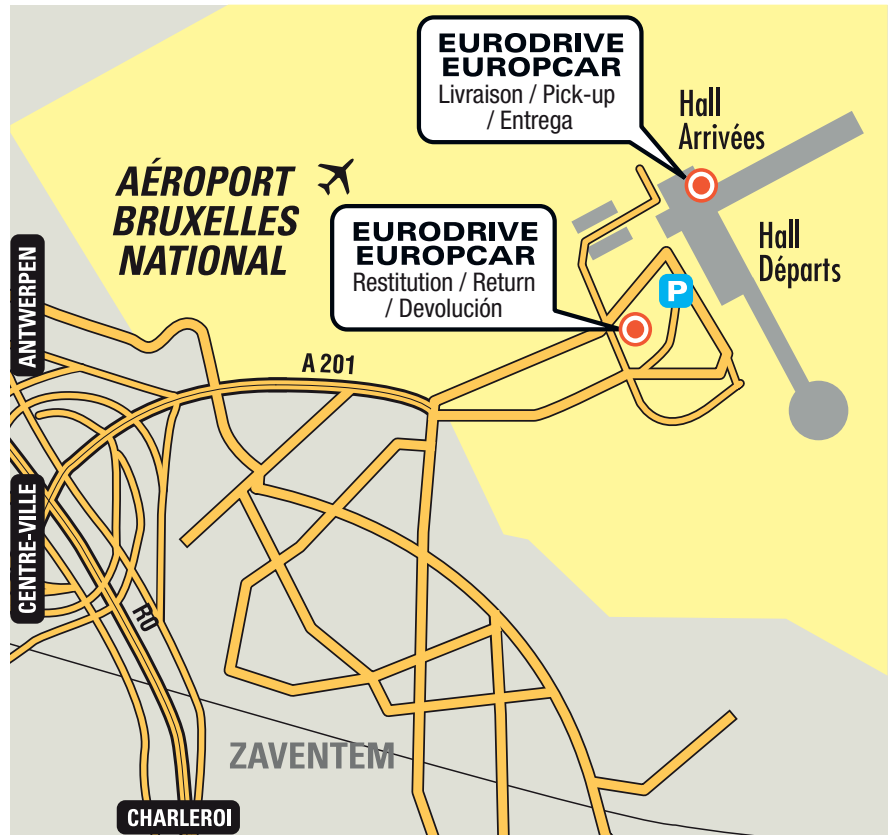 EURODRIVE
EUROPCAR
Livraison / Pick-up
/ Entrega
Hall
Arrivées
AÉROPORT
BRUXELLES
NATIONAL
EURODRIVE
EUROPCAR
Restitution / Return
/ Devolución
Hall
Départs
P
ANTWERPEN
A 201
CENTRE-VILLE
R0
ZAVENTEM
CHARLEROI